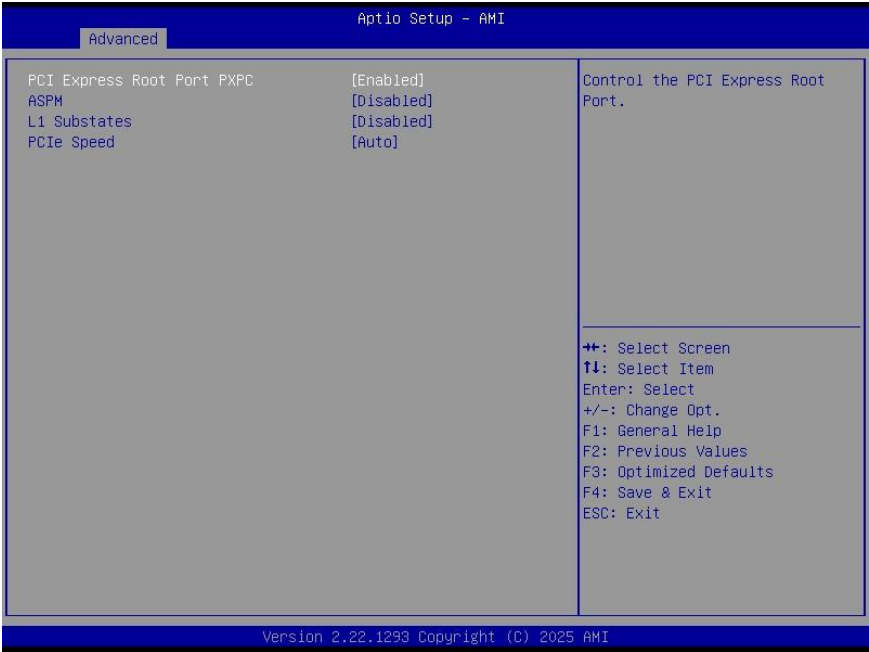 Aptio Setup – AMI
Advanced
PCI Express Root Port PXPC [Enabled]
ASPM [Disabled]
L1 Substates [Disabled]
PCIe Speed [Auto]
Control the PCI Express Root
Port.
→←: Select Screen
↑↓: Select Item
Enter: Select
+/-: Change Opt.
F1: General Help
F2: Previous Values
F3: Optimized Defaults
F4: Save & Exit
ESC: Exit
Version 2.22.1293 Copyright (C) 2025 AMI